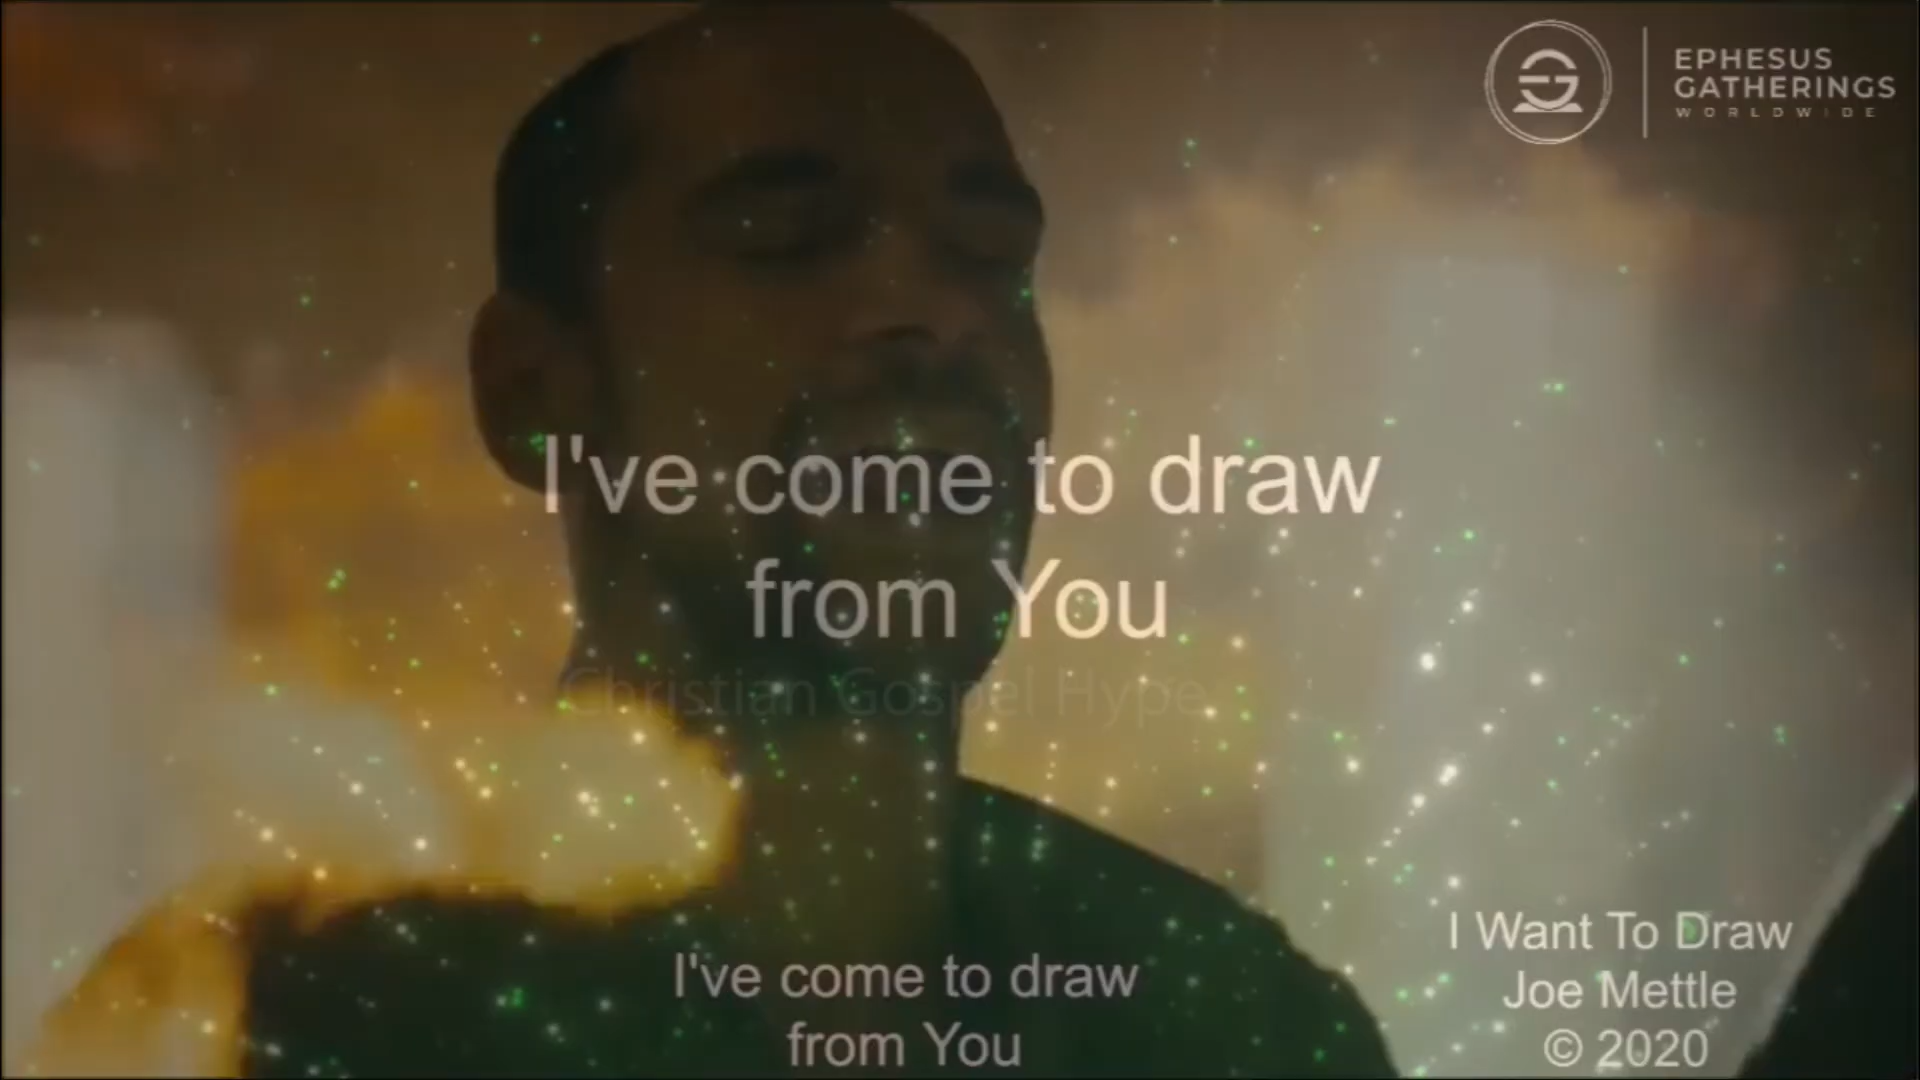 EPHESUS
GATHERINGS
WORLDWIDE
I've come to draw
from You
Christian Gospel Hype
I've come to draw
from You
I Want To Draw
Joe Mettle
© 2020